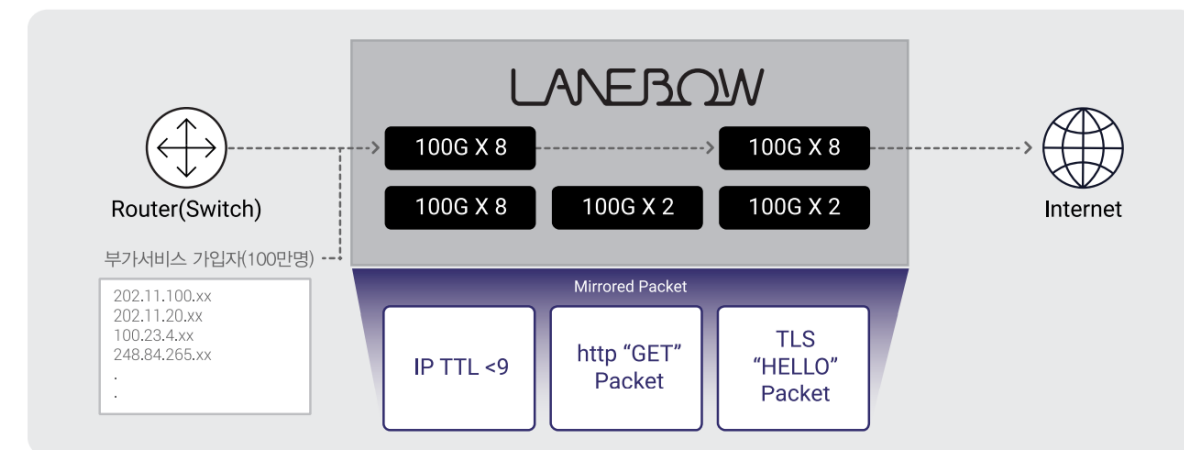 LANEBOW
100G X 8
100G X 8
100G X 8
100G X 2
100G X 2
Router(Switch)
Internet
부가서비스 가입자(100만명)
202.11.100.xx
202.11.20.xx
100.23.4.xx
248.84.265.xx
.
.
Mirrored Packet
IP TTL <9
http “GET”
Packet
TLS
“HELLO”
Packet